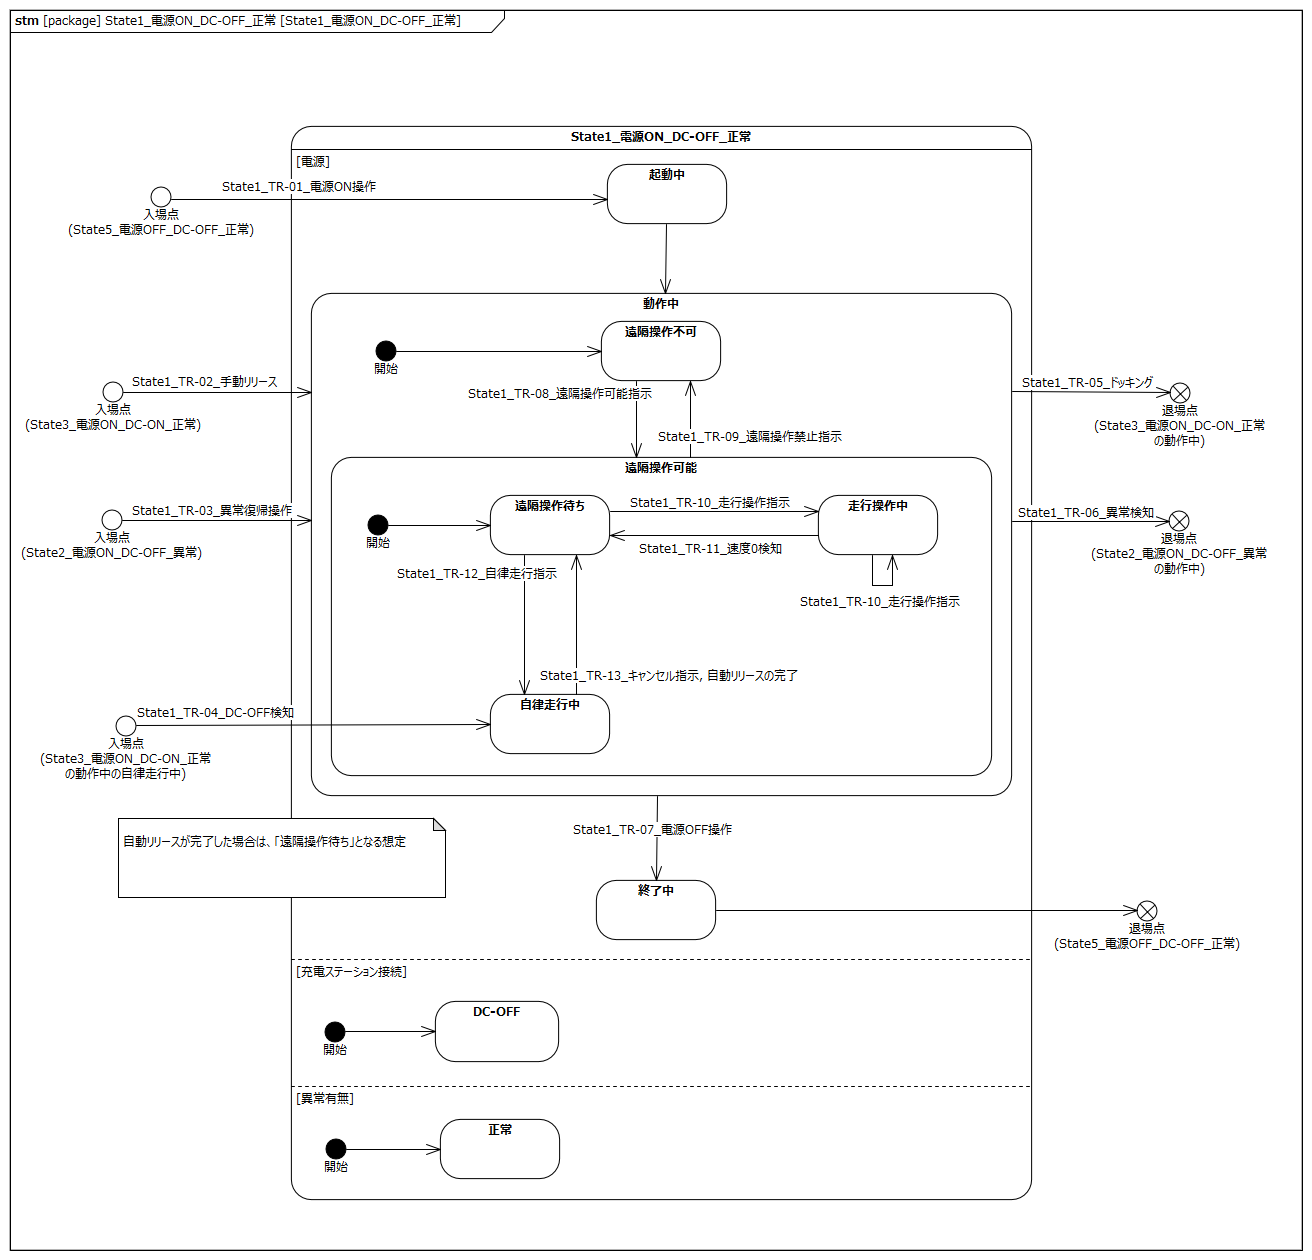 stm [package] State1_電源ON_DC-OFF_正常 [State1_電源ON_DC-OFF_正常]
State1_電源ON_DC-OFF_正常
[電源]
起動中
State1_TR-01_電源ON操作
入場点
(State5_電源OFF_DC-OFF_正常)
動作中
遠隔操作不可
開始
State1_TR-02_手動リリース
入場点
(State3_電源ON_DC-ON_正常)
State1_TR-08_遠隔操作可能指示
State1_TR-09_遠隔操作禁止指示
State1_TR-05_ドッキング
退場点
(State3_電源ON_DC-ON_正常
の動作中)
遠隔操作可能
State1_TR-03_異常復帰操作
入場点
(State2_電源ON_DC-OFF_異常)
開始
遠隔操作待ち
State1_TR-10_走行操作指示
走行操作中
State1_TR-11_速度0検知
State1_TR-10_走行操作指示
State1_TR-06_異常検知
退場点
(State2_電源ON_DC-OFF_異常
の動作中)
State1_TR-12_自律走行指示
State1_TR-13_キャンセル指示, 自動リリースの完了
自律走行中
State1_TR-04_DC-OFF検知
入場点
(State3_電源ON_DC-ON_正常
の動作中の自律走行中)
自動リリースが完了した場合は、「遠隔操作待ち」となる想定
State1_TR-07_電源OFF操作
終了中
退場点
(State5_電源OFF_DC-OFF_正常)
[充電ステーション接続]
DC-OFF
開始
[異常有無]
正常
開始